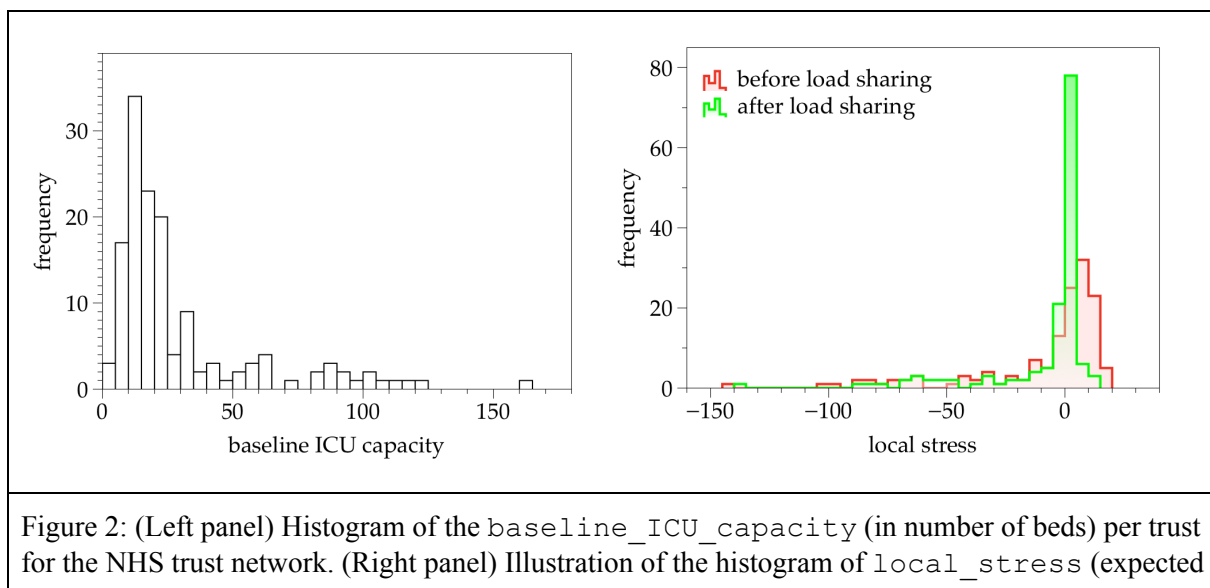 frequency
30
20
10
0
0
50
100
150
baseline ICU capacity
frequency
80
60
40
20
0
before load sharing
after load sharing
−150
−100
−50
0
local stress
Figure 2: (Left panel) Histogram of the baseline_ICU_capacity (in number of beds) per trust
for the NHS trust network. (Right panel) Illustration of the histogram of local_stress (expected